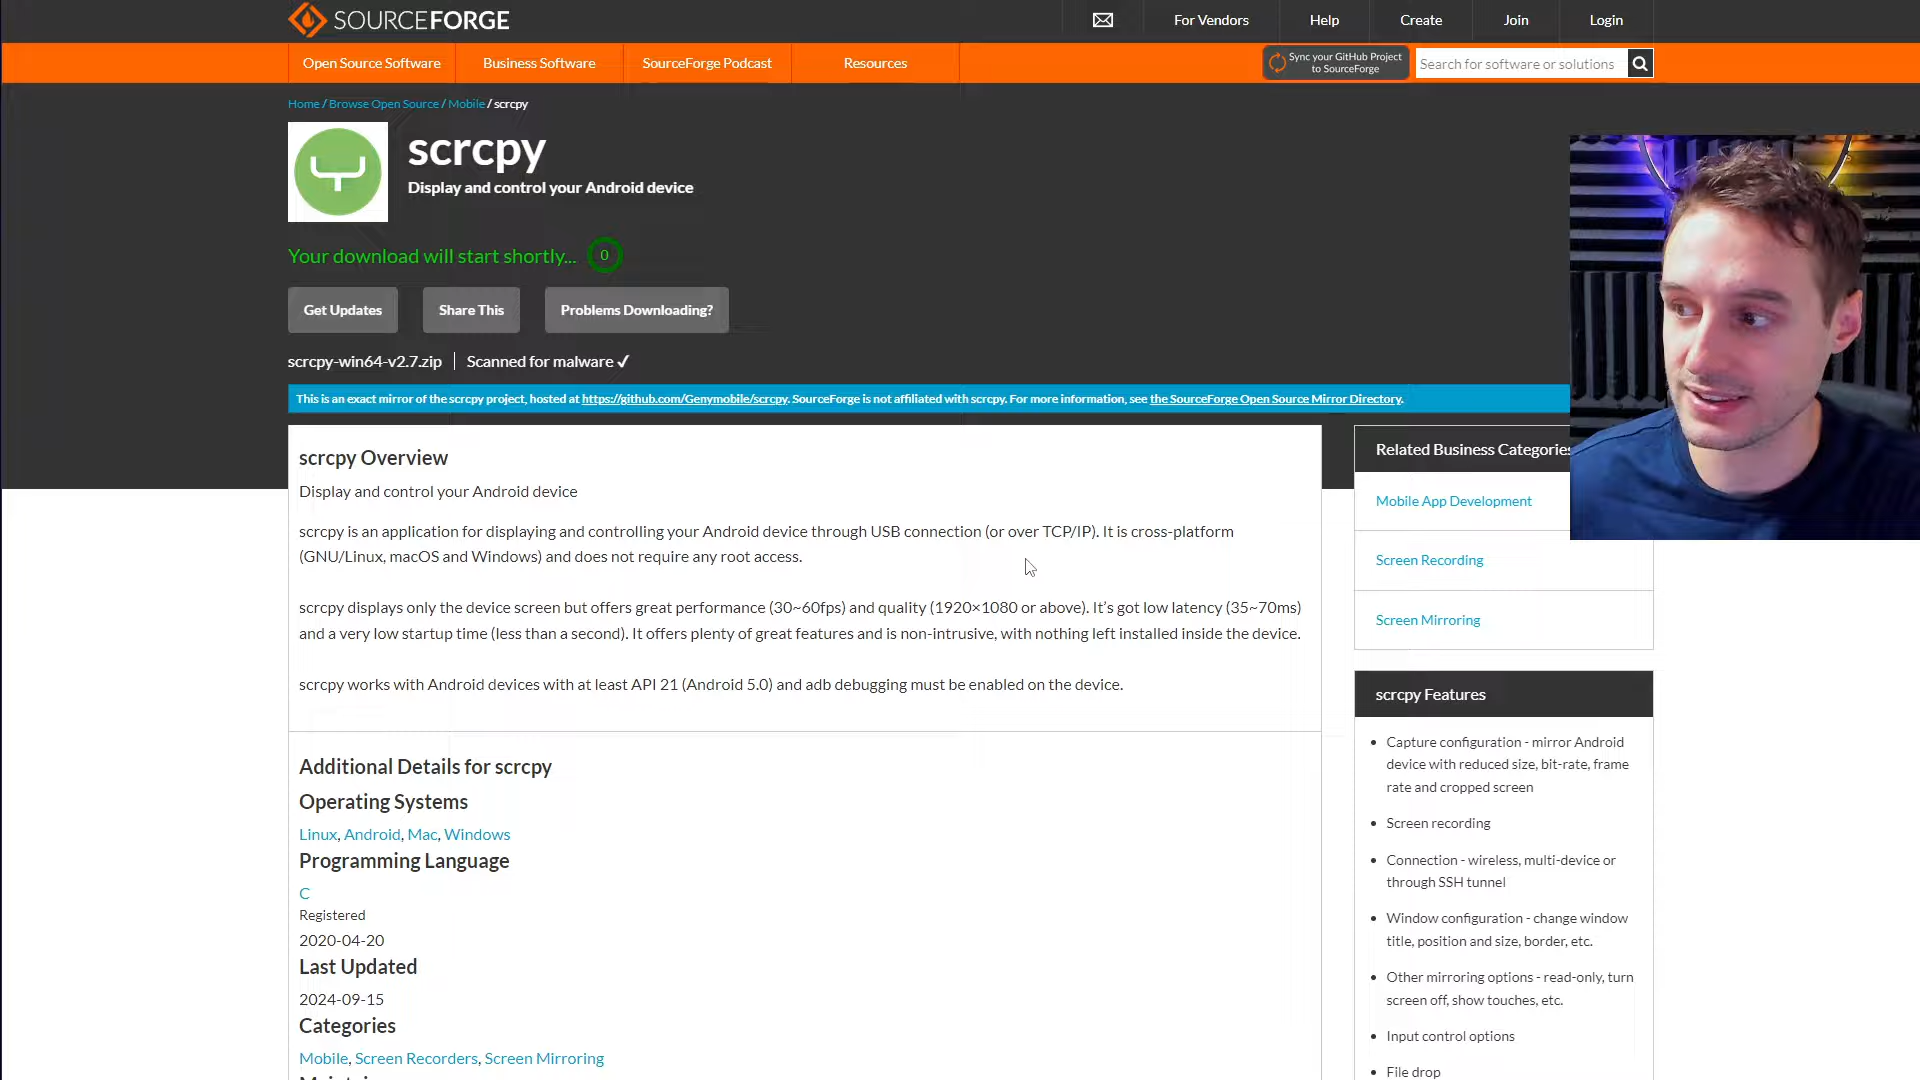 SOURCEFORGE
For Vendors
Help
Create
Join
Login
Open Source Software
Business Software
SourceForge Podcast
Resources
Sync your GitHub Project
to SourceForge
Search for software or solutions
Home / Browse Open Source / Mobile / scrcpy
scrcpy
Display and control your Android device
Your download will start shortly... 0
Get Updates
Share This
Problems Downloading?
scrcpy-win64-v2.7.zip
Scanned for malware ✓
This is an exact mirror of the scrcpy project, hosted at https://github.com/Genymobile/scrcpy. SourceForge is not affiliated with scrcpy. For more information, see the SourceForge Open Source Mirror Directory.
scrcpy Overview
Display and control your Android device
scrcpy is an application for displaying and controlling your Android device through USB connection (or over TCP/IP). It is cross-platform
(GNU/Linux, macOS and Windows) and does not require any root access.
scrcpy displays only the device screen but offers great performance (30~60fps) and quality (1920×1080 or above). It's got low latency (35~70ms)
and a very low startup time (less than a second). It offers plenty of great features and is non-intrusive, with nothing left installed inside the device.
scrcpy works with Android devices with at least API 21 (Android 5.0) and adb debugging must be enabled on the device.
Additional Details for scrcpy
Operating Systems
Linux, Android, Mac, Windows
Programming Language
C
Registered
2020-04-20
Last Updated
2024-09-15
Categories
Mobile, Screen Recorders, Screen Mirroring
Related Business Categories
Mobile App Development
Screen Recording
Screen Mirroring
scrcpy Features
• Capture configuration - mirror Android
device with reduced size, bit-rate, frame
rate and cropped screen
• Screen recording
• Connection - wireless, multi-device or
through SSH tunnel
• Window configuration - change window
title, position and size, border, etc.
• Other mirroring options - read-only, turn
screen off, show touches, etc.
• Input control options
• File drop